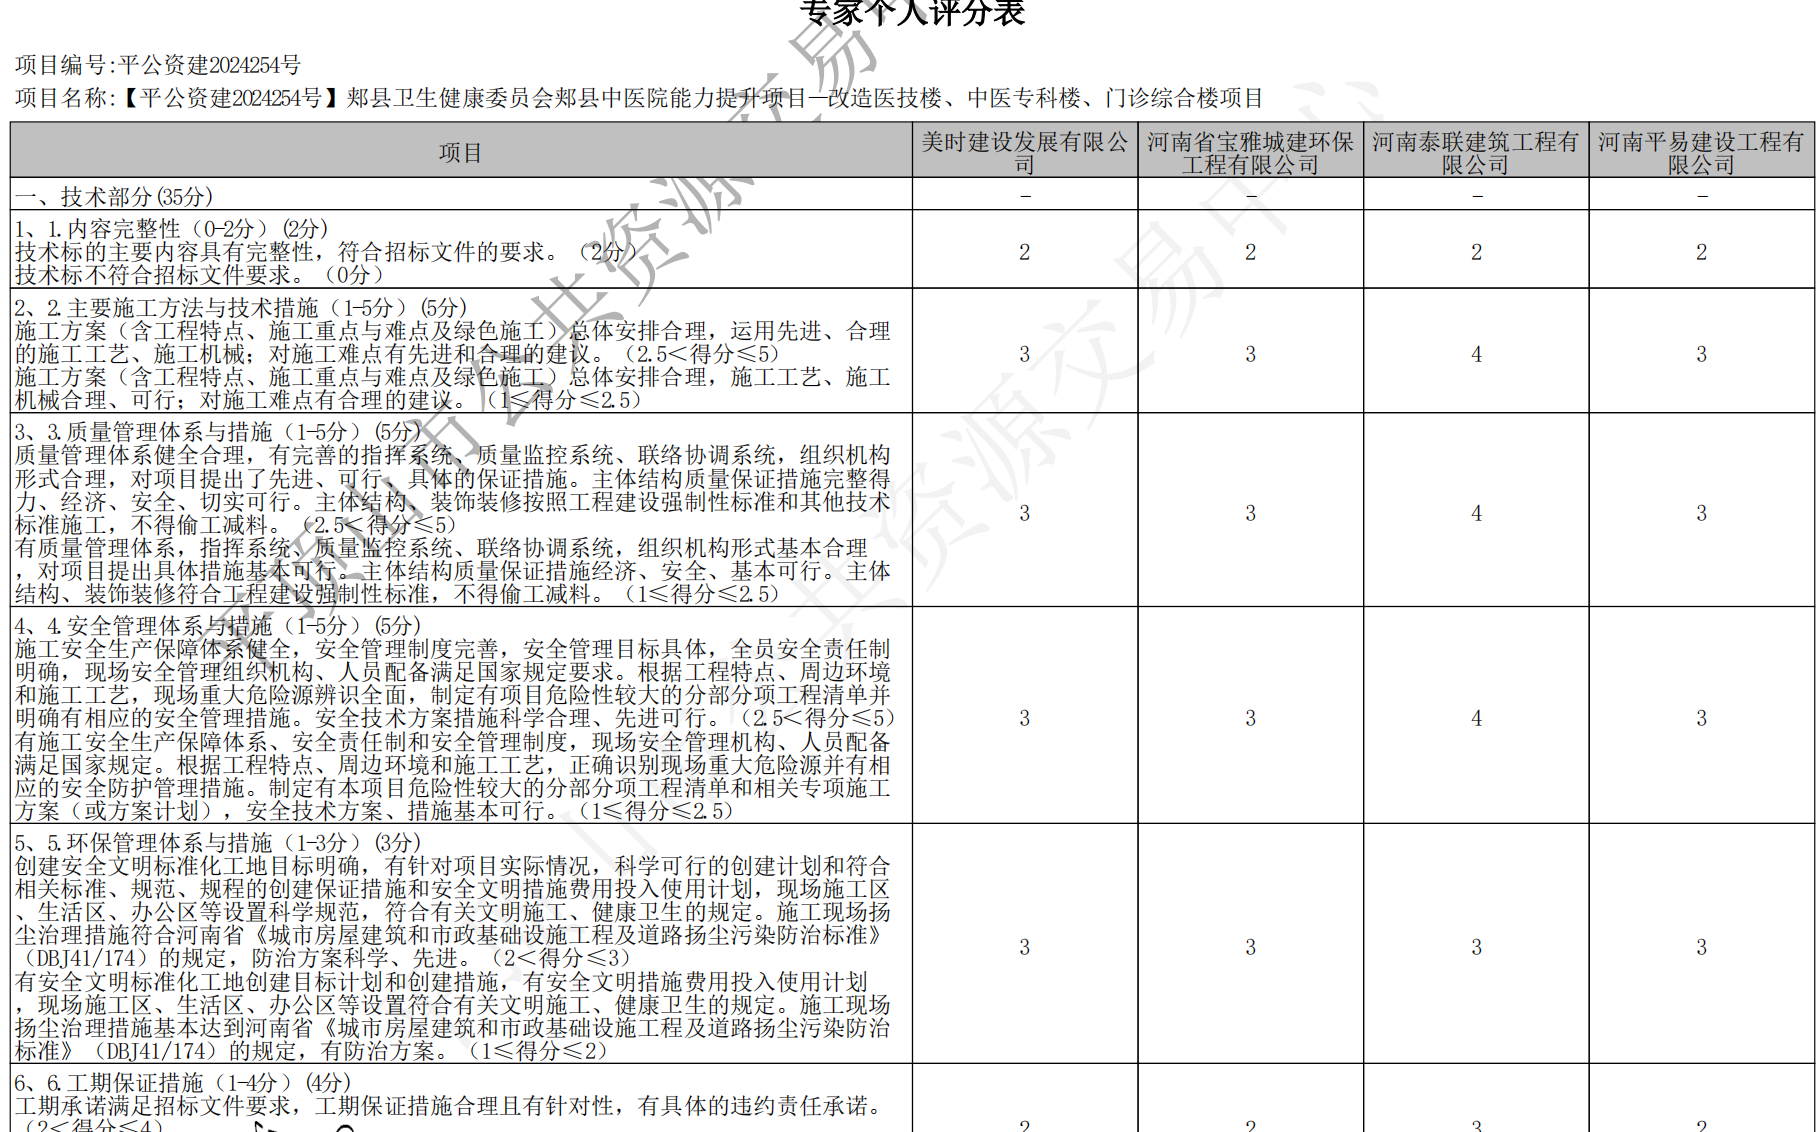 专家个人评分表
项目编号:平公资建2024254号
项目名称:【平公资建2024254号】郏县卫生健康委员会郏县中医院能力提升项目—改造医技楼、中医专科楼、门诊综合楼项目
项目
美时建设发展有限公
司
河南省宝雅城建环保
工程有限公司
河南泰联建筑工程有
限公司
河南平易建设工程有
限公司
一、技术部分(35分)
-
-
-
-
1、1.内容完整性（0-2分）(2分)
技术标的主要内容具有完整性，符合招标文件的要求。（2分）
技术标不符合招标文件要求。（0分）
2
2
2
2
2、2.主要施工方法与技术措施（1-5分）(5分)
施工方案（含工程特点、施工重点与难点及绿色施工）总体安排合理，运用先进、合理
的施工工艺、施工机械；对施工难点有先进和合理的建议。（2.5＜得分≤5）
施工方案（含工程特点、施工重点与难点及绿色施工）总体安排合理，施工工艺、施工
机械合理、可行；对施工难点有合理的建议。（1≤得分≤2.5）
3
3
4
3
3、3.质量管理体系与措施（1-5分）(5分)
质量管理体系健全合理，有完善的指挥系统、质量监控系统、联络协调系统，组织机构
形式合理，对项目提出了先进、可行、具体的保证措施。主体结构质量保证措施完整得
力、经济、安全、切实可行。主体结构、装饰装修按照工程建设强制性标准和其他技术
标准施工，不得偷工减料。（2.5＜得分≤5）
有质量管理体系，指挥系统、质量监控系统、联络协调系统，组织机构形式基本合理
，对项目提出具体措施基本可行。主体结构质量保证措施经济、安全、基本可行。主体
结构、装饰装修符合工程建设强制性标准，不得偷工减料。（1≤得分≤2.5）
3
3
4
3
4、4.安全管理体系与措施（1-5分）(5分)
施工安全生产保障体系健全，安全管理制度完善，安全管理目标具体，全员安全责任制
明确，现场安全管理组织机构、人员配备满足国家规定要求。根据工程特点、周边环境
和施工工艺，现场重大危险源辨识全面，制定有项目危险性较大的分部分项工程清单并
明确有相应的安全管理措施。安全技术方案措施科学合理、先进可行。（2.5＜得分≤5）
有施工安全生产保障体系、安全责任制和安全管理制度，现场安全管理机构、人员配备
满足国家规定。根据工程特点、周边环境和施工工艺，正确识别现场重大危险源并有相
应的安全防护管理措施。制定有本项目危险性较大的分部分项工程清单和相关专项施工
方案（或方案计划），安全技术方案、措施基本可行。（1≤得分≤2.5）
3
3
4
3
5、5.环保管理体系与措施（1-3分）(3分)
创建安全文明标准化工地目标明确，有针对项目实际情况，科学可行的创建计划和符合
相关标准、规范、规程的创建保证措施和安全文明措施费用投入使用计划，现场施工区
、生活区、办公区等设置科学规范，符合有关文明施工、健康卫生的规定。施工现场扬
尘治理措施符合河南省《城市房屋建筑和市政基础设施工程及道路扬尘污染防治标准》
（DBJ41/174）的规定，防治方案科学、先进。（2＜得分≤3）
有安全文明标准化工地创建目标计划和创建措施，有安全文明措施费用投入使用计划
，现场施工区、生活区、办公区等设置符合有关文明施工、健康卫生的规定。施工现场
扬尘治理措施基本达到河南省《城市房屋建筑和市政基础设施工程及道路扬尘污染防治
标准》（DBJ41/174）的规定，有防治方案。（1≤得分≤2）
3
3
3
3
6、6.工期保证措施（1-4分）(4分)
工期承诺满足招标文件要求，工期保证措施合理且有针对性，有具体的违约责任承诺。
（2＜得分≤4）
2
2
3
2
平顶山市公共资源交易中
平顶山市公共资源交易中心